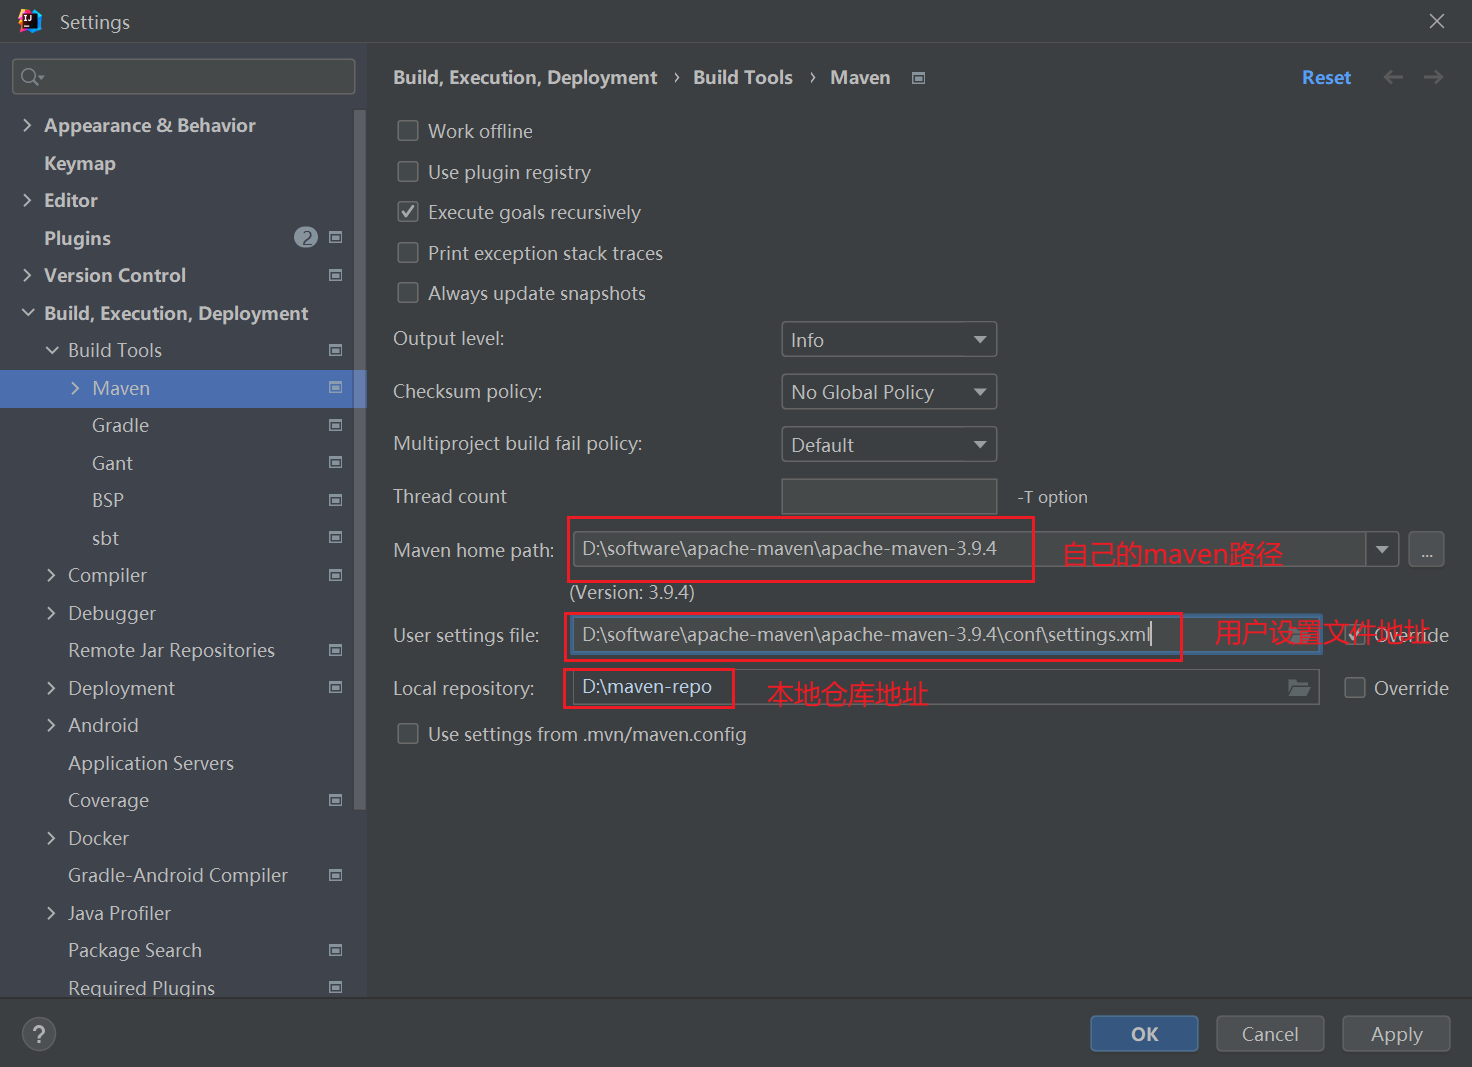 Settings
Build, Execution, Deployment › Build Tools › Maven
Reset
Appearance & Behavior
Keymap
Editor
Plugins 2
Version Control
Build, Execution, Deployment
Build Tools
Maven
Gradle
Gant
BSP
sbt
Compiler
Debugger
Remote Jar Repositories
Deployment
Android
Application Servers
Coverage
Docker
Gradle-Android Compiler
Java Profiler
Package Search
Required Plugins
Work offline
Use plugin registry
Execute goals recursively
Print exception stack traces
Always update snapshots
Output level: Info
Checksum policy: No Global Policy
Multiproject build fail policy: Default
Thread count -T option
Maven home path: D:\software\apache-maven\apache-maven-3.9.4 自己的maven路径 ...
(Version: 3.9.4)
User settings file: D:\software\apache-maven\apache-maven-3.9.4\conf\settings.xml 用户设置文件地址 Override
Local repository: D:\maven-repo 本地仓库地址 Override
Use settings from .mvn/maven.config
? OK Cancel Apply